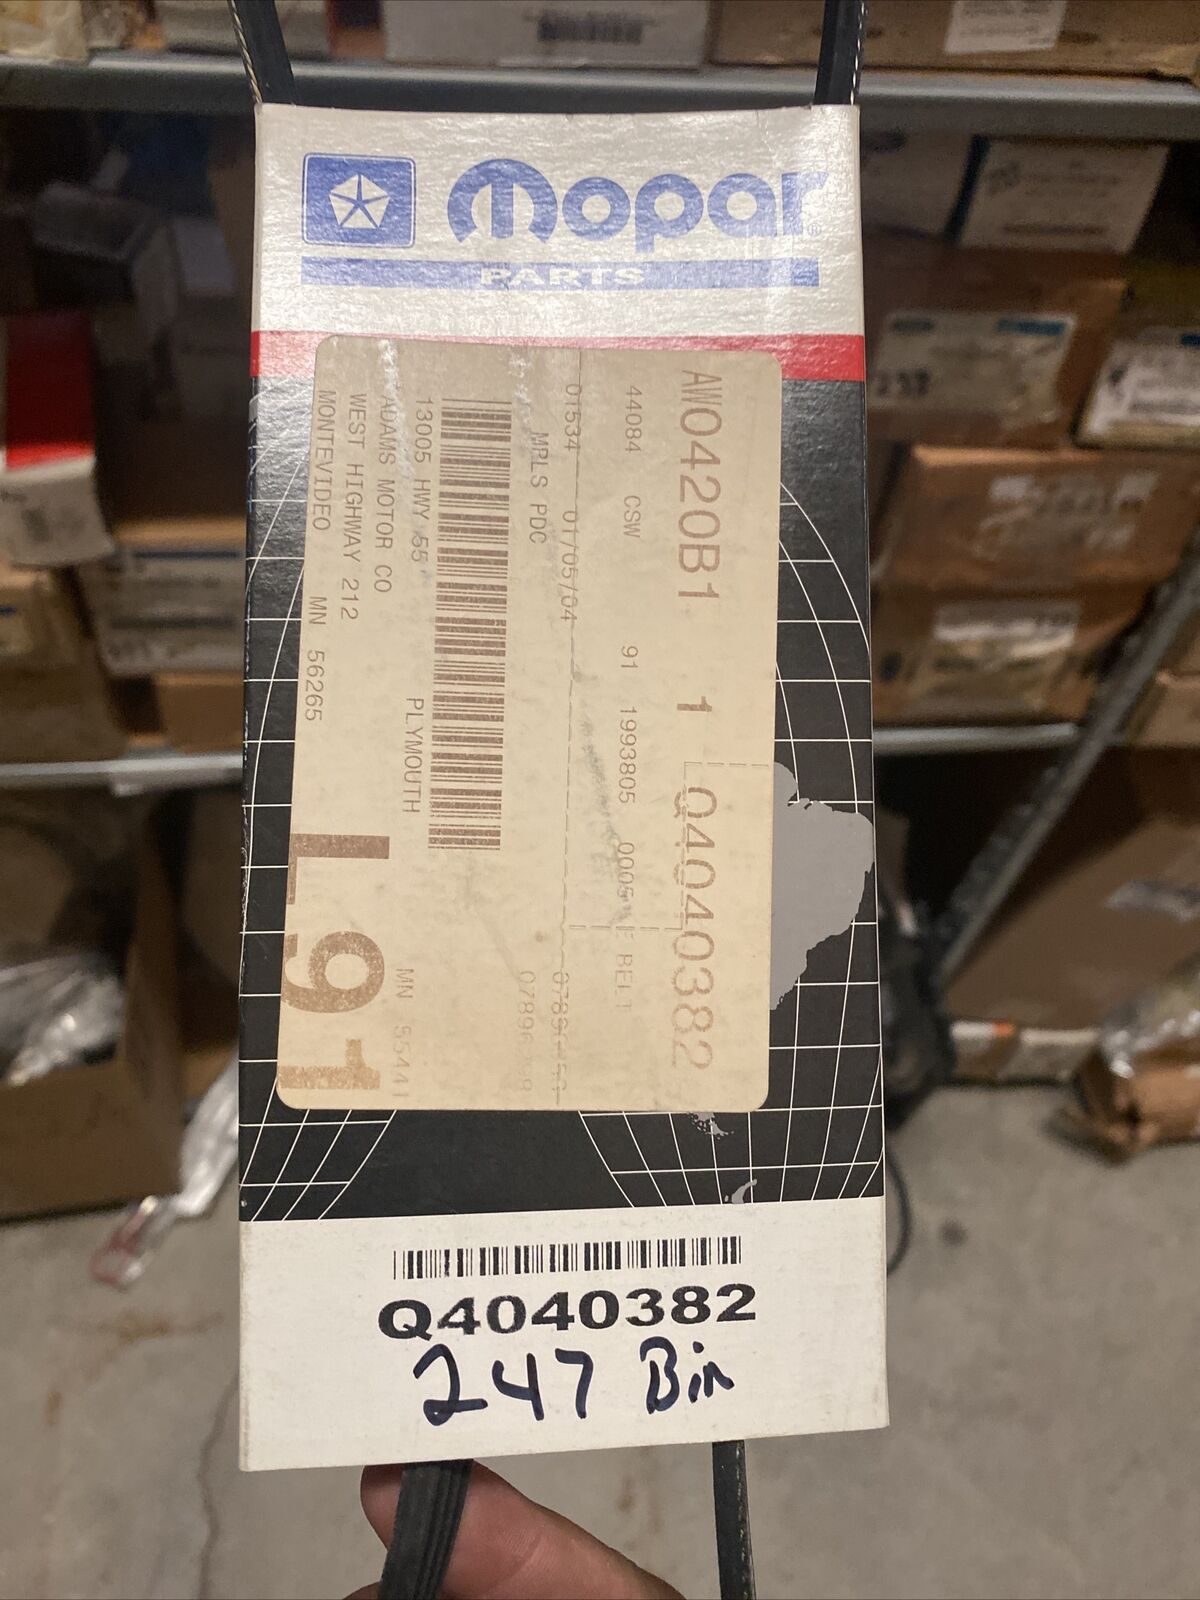 Mopar®
PARTS
AW0420B1 1 Q4040382
44084 CSW 91 1993805 0005 BELT
01534 01/05/04
MPLS PDC
13005 HWY 55 PLYMOUTH MN 55441
ADAMS MOTOR CO
WEST HIGHWAY 212
MONTEVIDEO MN 56265
L91
Q4040382
247 Bin